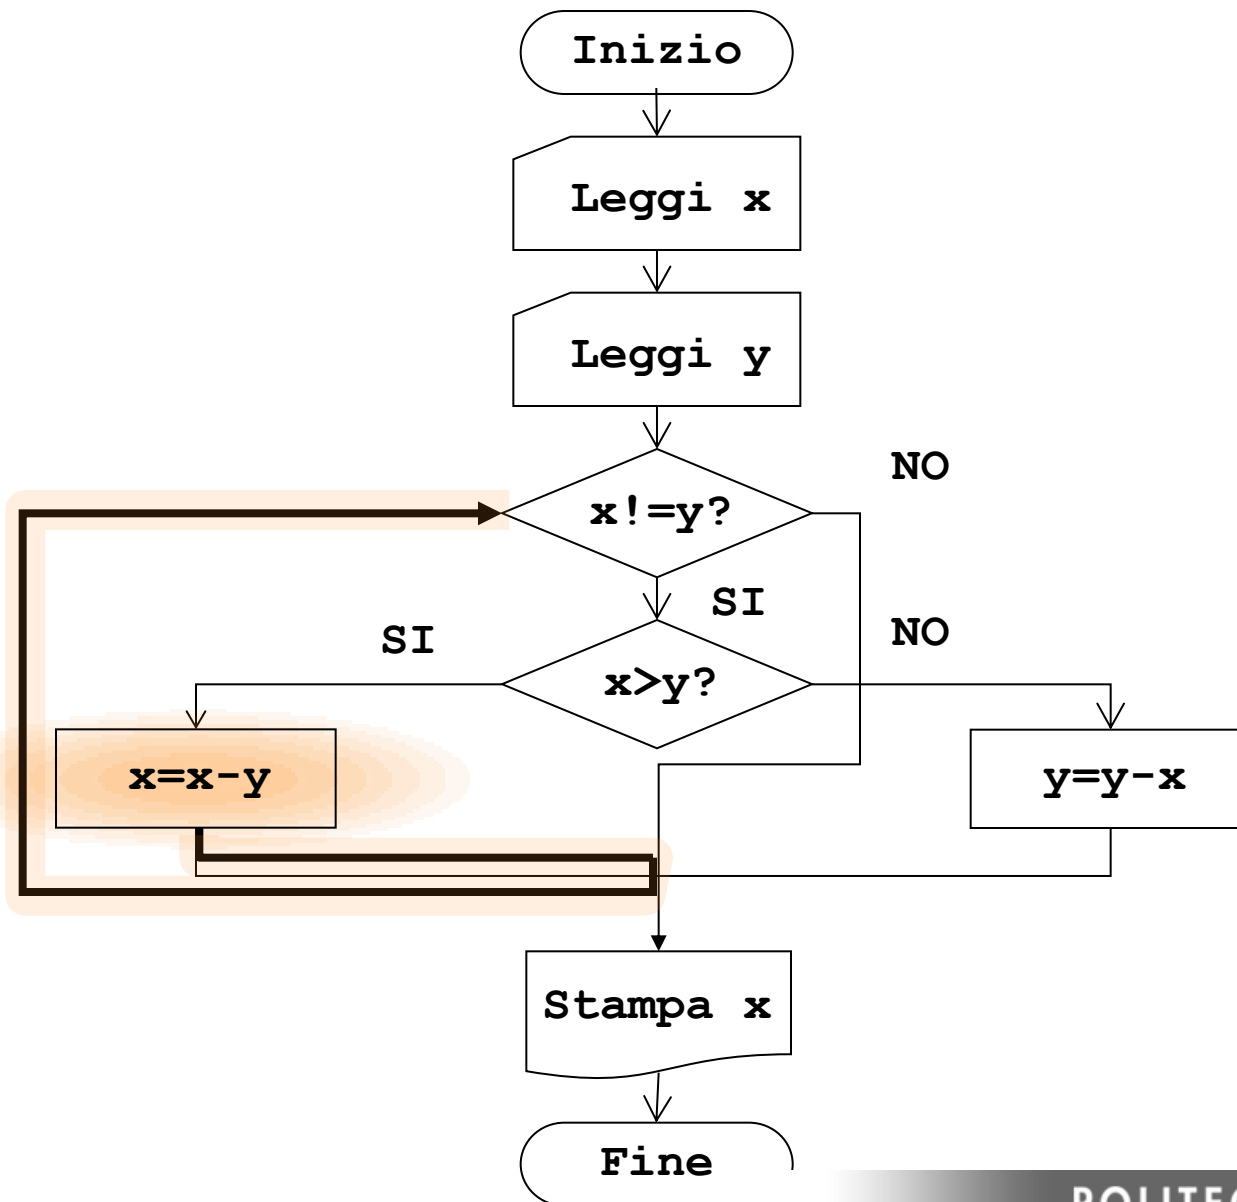 Inizio
Leggi x
Leggi y
NO
x!=y?
SI
NO
SI
x>y?
x=x-y
y=y-x
Stampa x
Fine